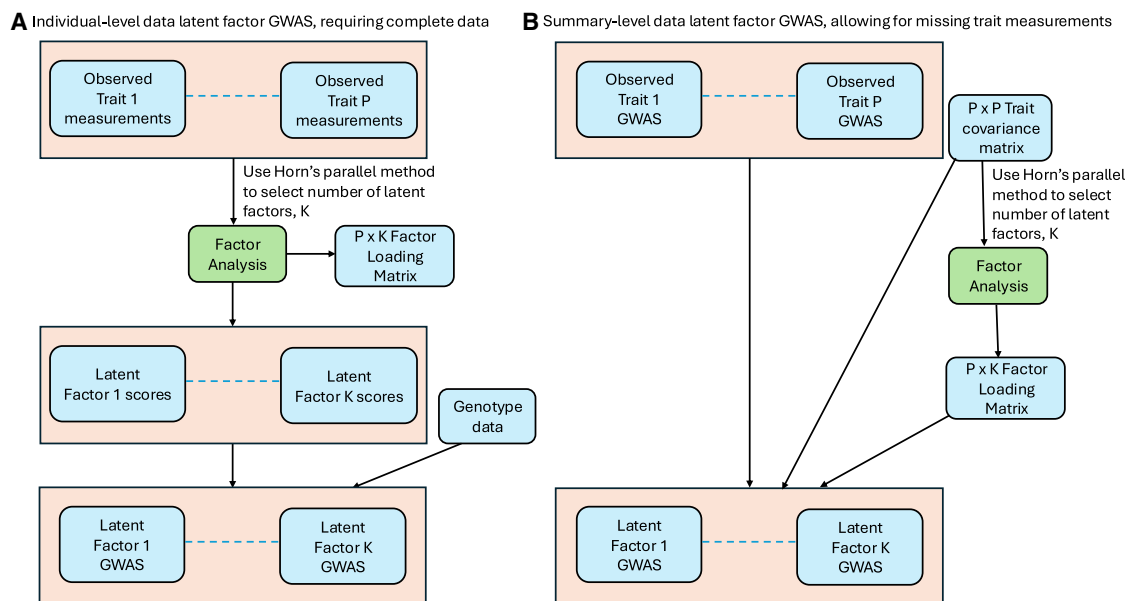 A Individual-level data latent factor GWAS, requiring complete data
Observed
Trait 1
measurements
Observed
Trait P
measurements
Use Horn's parallel method
to select number of latent
factors, K
Factor
Analysis
P x K Factor
Loading
Matrix
Latent
Factor 1 scores
Latent
Factor K scores
Genotype
data
Latent
Factor 1
GWAS
Latent
Factor K
GWAS
B Summary-level data latent factor GWAS, allowing for missing trait measurements
Observed
Trait 1
GWAS
Observed
Trait P
GWAS
P x P Trait
covariance
matrix
Use Horn's parallel
method to select
number of latent
factors, K
Factor
Analysis
P x K Factor
Loading
Matrix
Latent
Factor 1
GWAS
Latent
Factor K
GWAS